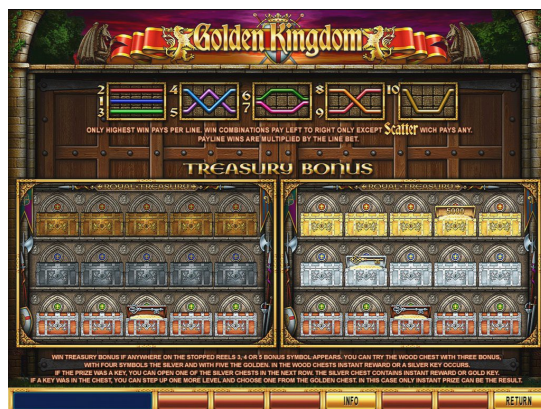 Golden Kingdom
2 4 8 10
1 6
3 5 7 9
ONLY HIGHEST WIN PAYS PER LINE. WIN COMBINATIONS PAY LEFT TO RIGHT ONLY EXCEPT Scatter WICH PAYS ANY.
PAYLINE WINS ARE MULTIPLIED BY THE LINE BET.
TREASURY BONUS
ROYAL TREASURY ROYAL TREASURY
5000
WIN TREASURY BONUS IF ANYWHERE ON THE STOPPED REELS 3, 4 OR 5 BONUS SYMBOL APPEARS. YOU CAN TRY THE WOOD CHEST WITH THREE BONUS,
WITH FOUR SYMBOLS THE SILVER AND WITH FIVE THE GOLDEN. IN THE WOOD CHESTS INSTANT REWARD OR A SILVER KEY OCCURS.
IF THE PRIZE WAS A KEY, YOU CAN OPEN ONE OF THE SILVER CHESTS IN THE NEXT ROW. THE SILVER CHEST CONTAINS INSTANT REWARD OR GOLD KEY.
IF A KEY WAS IN THE CHEST, YOU CAN STEP UP ONE MORE LEVEL AND CHOOSE ONE FROM THE GOLDEN CHEST. IN THIS CASE ONLY INSTANT PRIZE CAN BE THE RESULT.
INFO RETURN